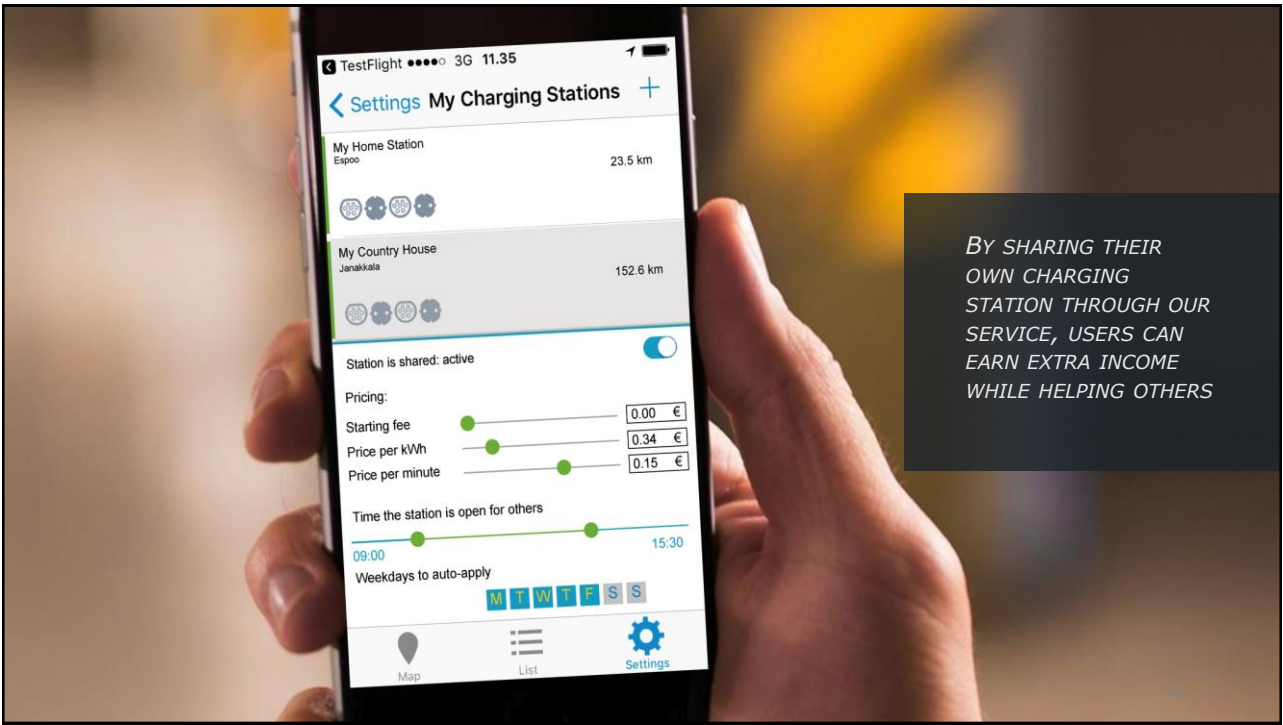 TestFlight 3G 11.35
Settings My Charging Stations +
My Home Station
Espoo
23.5 km
My Country House
Janakkala
152.6 km
Station is shared: active
Pricing:
Starting fee 0.00 €
Price per kWh 0.34 €
Price per minute 0.15 €
Time the station is open for others
09:00 15:30
Weekdays to auto-apply
M T W T F S S
Map List Settings
BY SHARING THEIR
OWN CHARGING
STATION THROUGH OUR
SERVICE, USERS CAN
EARN EXTRA INCOME
WHILE HELPING OTHERS